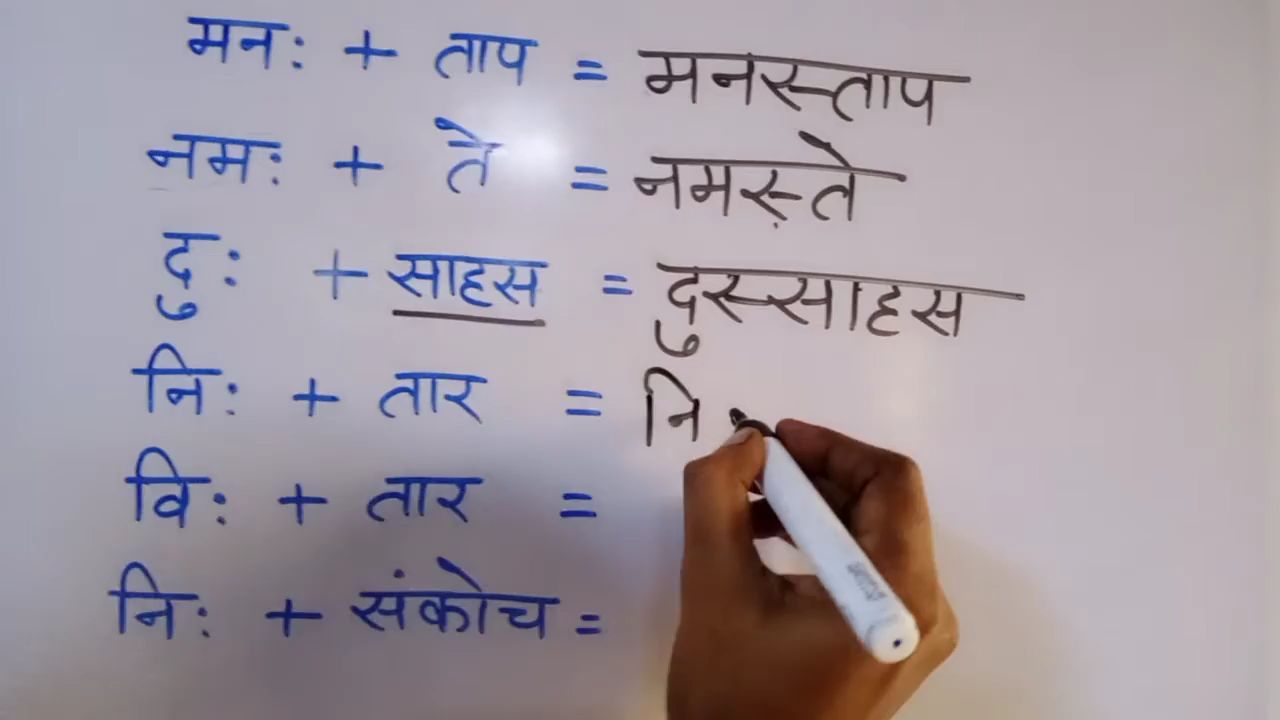 मनः + ताप = मनस्ताप
नमः + ते = नमस्ते
दुः + साहस = दुस्साहस
निः + तार = नि
विः + तार =
निः + संकोच =